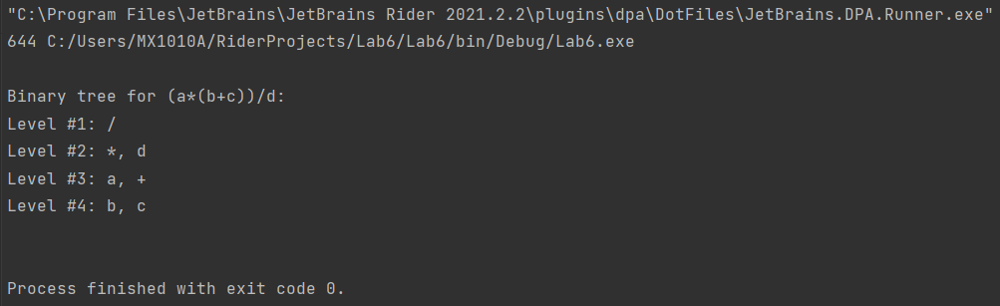 "C:\Program Files\JetBrains\JetBrains Rider 2021.2.2\plugins\dpa\DotFiles\JetBrains.DPA.Runner.exe"
644 C:/Users/MX1010A/RiderProjects/Lab6/Lab6/bin/Debug/Lab6.exe
Binary tree for (a*(b+c))/d:
Level #1: /
Level #2: *, d
Level #3: a, +
Level #4: b, c
Process finished with exit code 0.